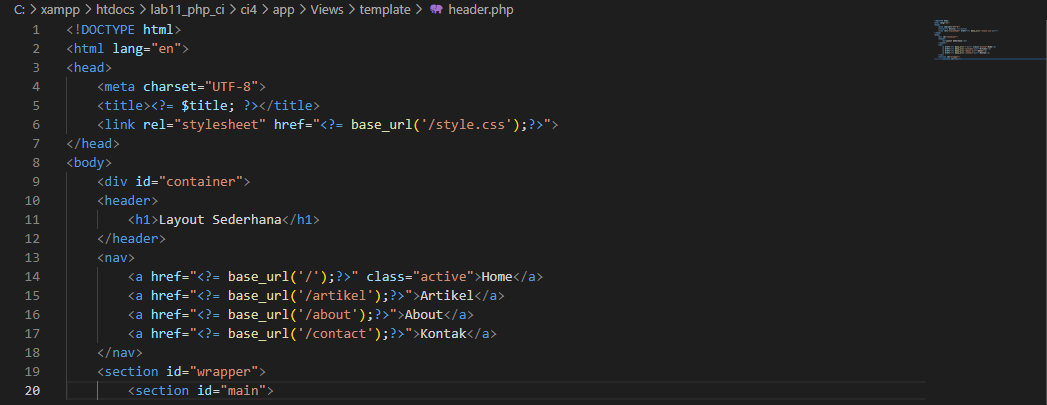 C: > xampp > htdocs > lab11_php_ci > ci4 > app > Views > template > header.php
1 <!DOCTYPE html>
2 <html lang="en">
3 <head>
4 <meta charset="UTF-8">
5 <title><?= $title; ?></title>
6 <link rel="stylesheet" href="<?= base_url('/style.css');?>">
7 </head>
8 <body>
9 <div id="container">
10 <header>
11 <h1>Layout Sederhana</h1>
12 </header>
13 <nav>
14 <a href="<?= base_url('/');?>" class="active">Home</a>
15 <a href="<?= base_url('/artikel');?>">Artikel</a>
16 <a href="<?= base_url('/about');?>">About</a>
17 <a href="<?= base_url('/contact');?>">Kontak</a>
18 </nav>
19 <section id="wrapper">
20 <section id="main">